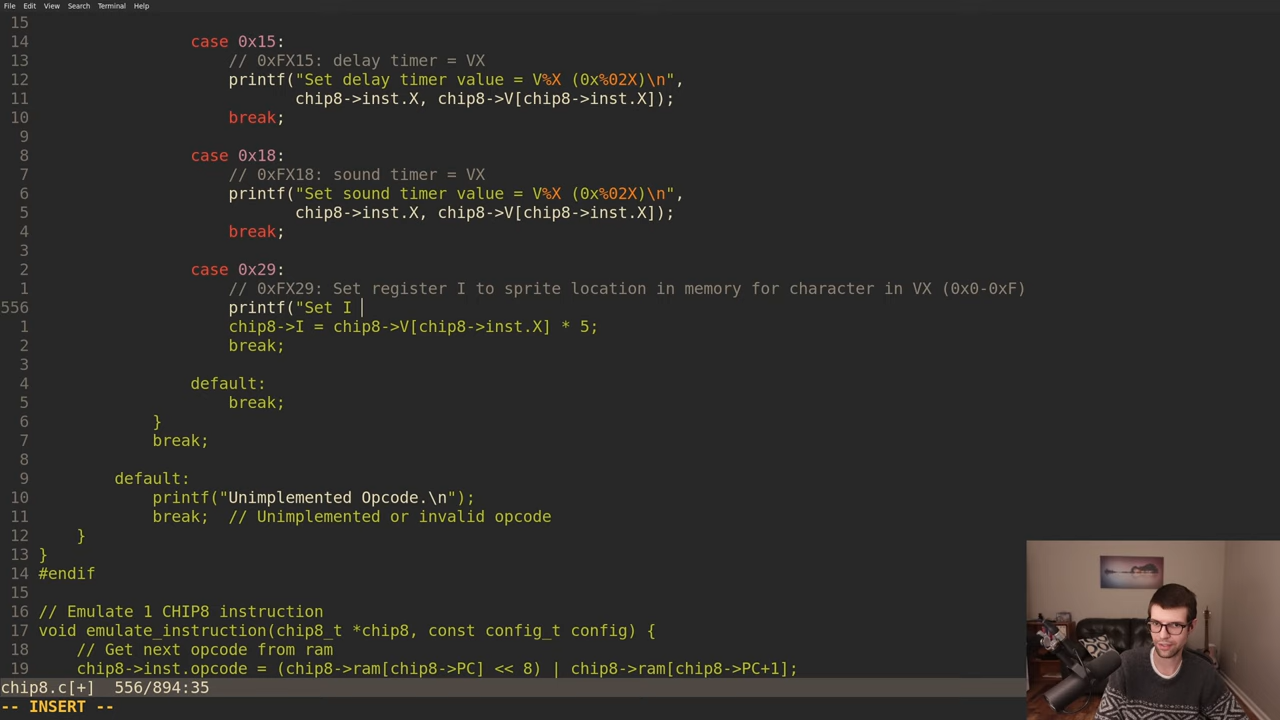 File Edit View Search Terminal Help
15
14 case 0x15:
13 // 0xFX15: delay timer = VX
12 printf("Set delay timer value = V%X (0x%02X)\n",
11 chip8->inst.X, chip8->V[chip8->inst.X]);
10 break;
9
8 case 0x18:
7 // 0xFX18: sound timer = VX
6 printf("Set sound timer value = V%X (0x%02X)\n",
5 chip8->inst.X, chip8->V[chip8->inst.X]);
4 break;
3
2 case 0x29:
1 // 0xFX29: Set register I to sprite location in memory for character in VX (0x0-0xF)
556 printf("Set I
1 chip8->I = chip8->V[chip8->inst.X] * 5;
2 break;
3
4 default:
5 break;
6 }
7 break;
8
9 default:
10 printf("Unimplemented Opcode.\n");
11 break; // Unimplemented or invalid opcode
12 }
13 }
14 #endif
15
16 // Emulate 1 CHIP8 instruction
17 void emulate_instruction(chip8_t *chip8, const config_t config) {
18 // Get next opcode from ram
19 chip8->inst.opcode = (chip8->ram[chip8->PC] << 8) | chip8->ram[chip8->PC+1];
chip8.c[+] 556/894:35
-- INSERT --